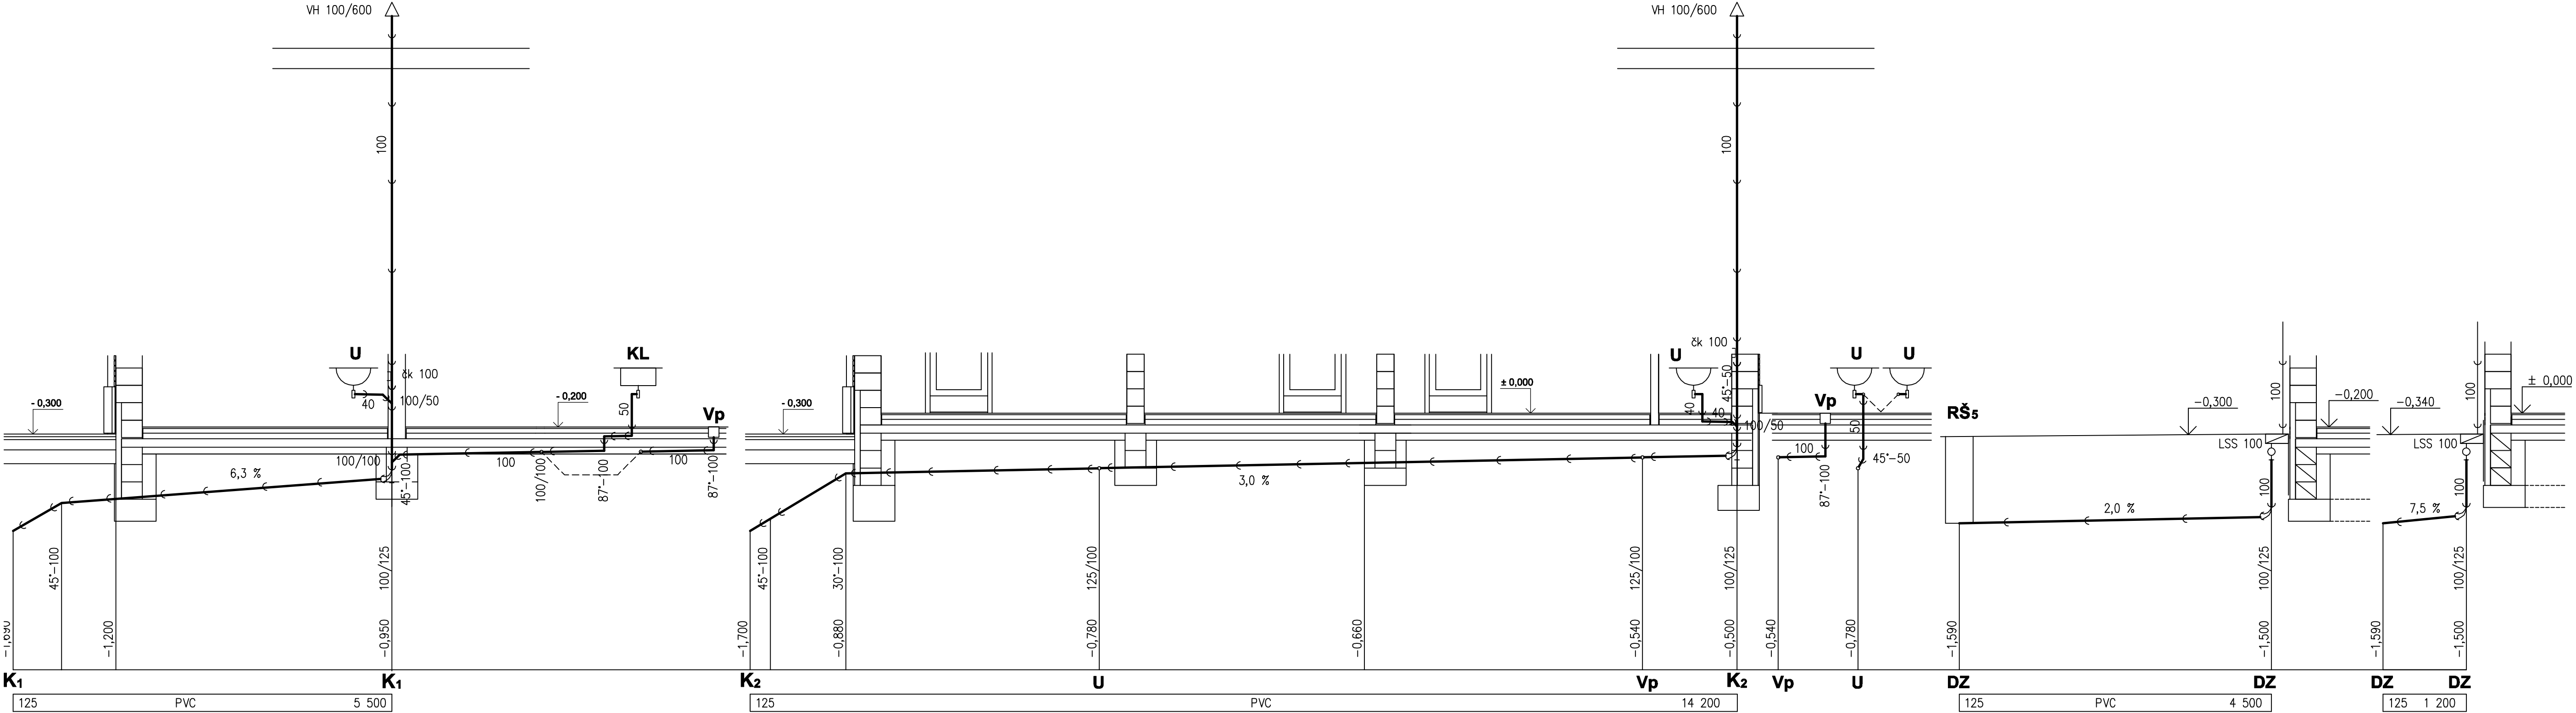 VH 100/600
VH 100/600
100
100
čk 100
čk 100
U
KL
U
U
U
Vp
Vp
40
100/50
50
- 0,300
- 0,200
- 0,300
± 0,000
40
40
45°-50
100/50
50
100
45°-50
87°-100
6,3 %
100/100
45°-100
100
100/100
87°-100
100
87°-100
3,0 %
RŠ5
-0,300
LSS 100
100
100
-0,200
2,0 %
-0,340
LSS 100
100
100
± 0,000
7,5 %
45°-100
100/125
45°-100
30°-100
125/100
125/100
100/125
100/125
100/125
-1,690
-1,200
-0,950
-1,700
-0,880
-0,780
-0,660
-0,540
-0,500
-0,540
-0,780
-1,590
-1,500
-1,590
-1,500
K1
K1
K2
U
Vp
K2
Vp
U
DZ
DZ
DZ
DZ
125 PVC 5 500
125 PVC 14 200
125 PVC 4 500
125 1 200